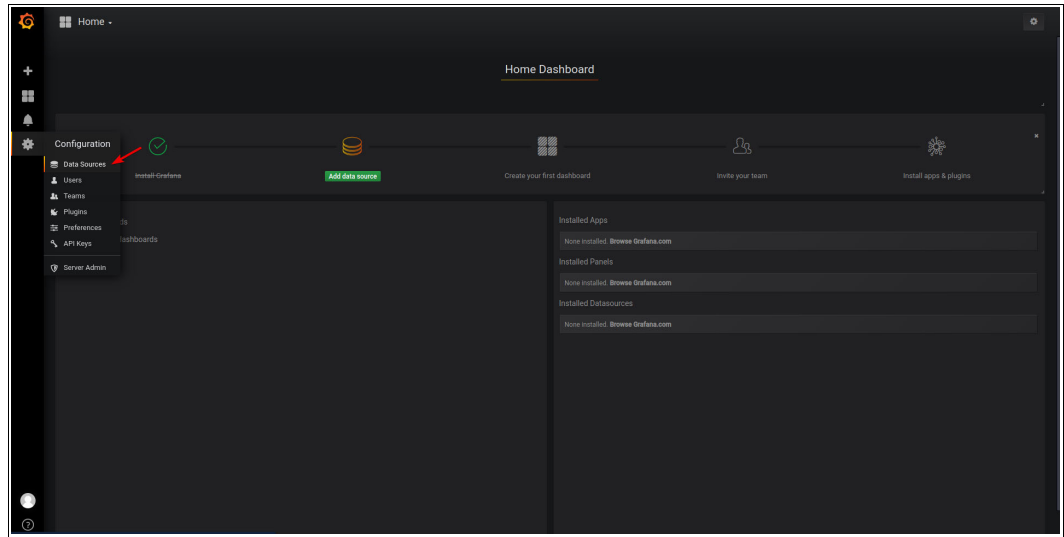 Home
Home Dashboard
Configuration
Data Sources
Users
Teams
Plugins
Preferences
API Keys
Server Admin
Install Grafana
Add data source
Create your first dashboard
Invite your team
Install apps & plugins
ds
dashboards
Installed Apps
None installed. Browse Grafana.com
Installed Panels
None installed. Browse Grafana.com
Installed Datasources
None installed. Browse Grafana.com
?